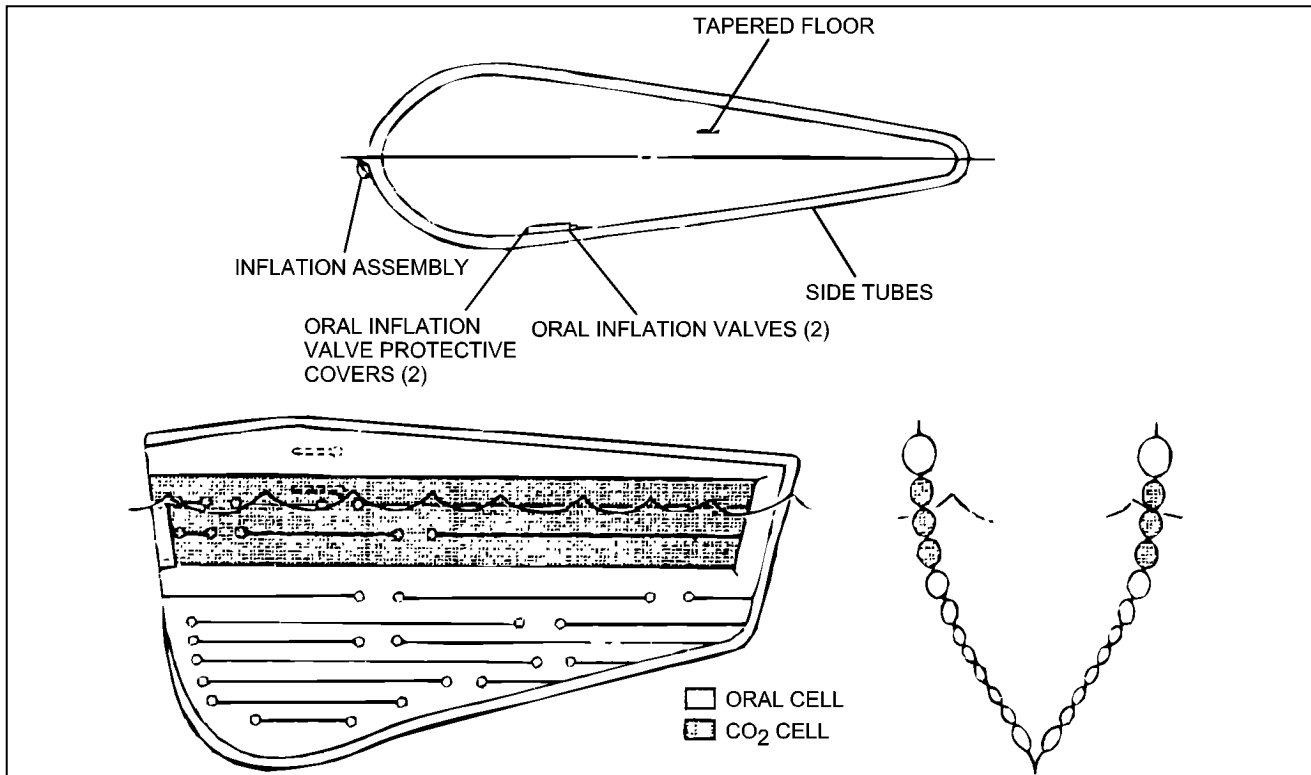 TAPERED FLOOR
INFLATION ASSEMBLY
SIDE TUBES
ORAL INFLATION
VALVE PROTECTIVE
COVERS (2)
ORAL INFLATION VALVES (2)
ORAL CELL
CO₂ CELL